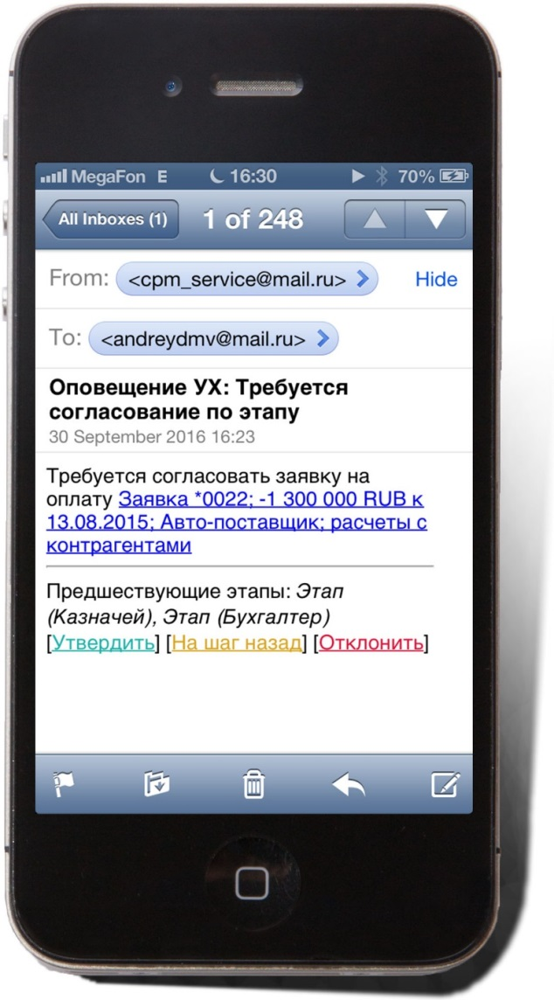 MegaFon E 16:30 70%
All Inboxes (1) 1 of 248
From: <cpm_service@mail.ru> Hide
To: <andreydmv@mail.ru>
Оповещение УХ: Требуется
согласование по этапу
30 September 2016 16:23
Требуется согласовать заявку на
оплату Заявка *0022; -1 300 000 RUB к
13.08.2015; Авто-поставщик; расчеты с
контрагентами
Предшествующие этапы: Этап
(Казначей), Этап (Бухгалтер)
[Утвердить] [На шаг назад] [Отклонить]